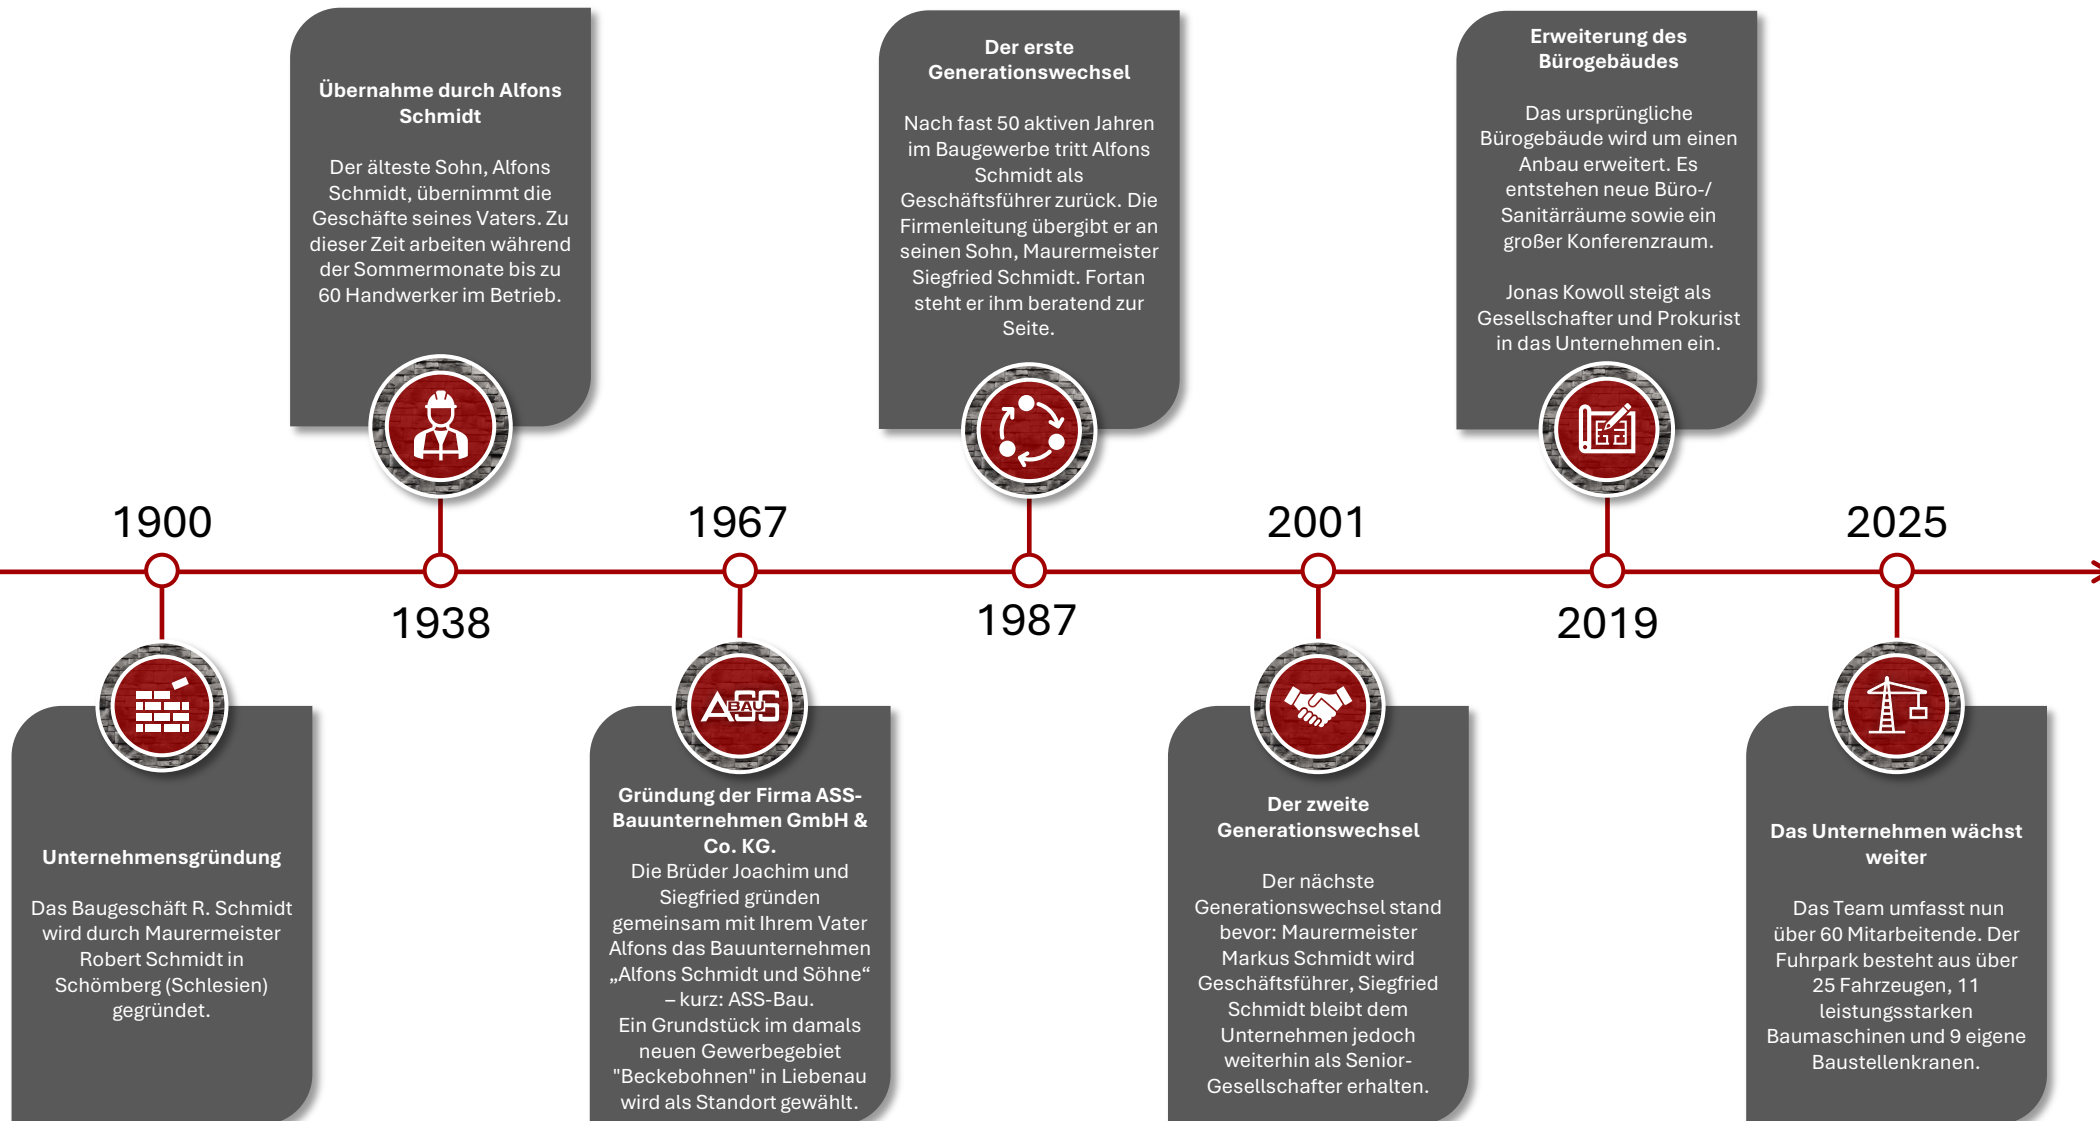 Übernahme durch Alfons
Schmidt
Der älteste Sohn, Alfons
Schmidt, übernimmt die
Geschäfte seines Vaters. Zu
dieser Zeit arbeiten während
der Sommermonate bis zu
60 Handwerker im Betrieb.
Der erste
Generationswechsel
Nach fast 50 aktiven Jahren
im Baugewerbe tritt Alfons
Schmidt als
Geschäftsführer zurück. Die
Firmenleitung übergibt er an
seinen Sohn, Maurermeister
Siegfried Schmidt. Fortan
steht er ihm beratend zur
Seite.
Erweiterung des
Bürogebäudes
Das ursprüngliche
Bürogebäude wird um einen
Anbau erweitert. Es
entstehen neue Büro-/
Sanitärräume sowie ein
großer Konferenzraum.
Jonas Kowoll steigt als
Gesellschafter und Prokurist
in das Unternehmen ein.
1900
1938
1967
1987
2001
2019
2025
Unternehmensgründung
Das Baugeschäft R. Schmidt
wird durch Maurermeister
Robert Schmidt in
Schömberg (Schlesien)
gegründet.
ASS
BAU
Gründung der Firma ASS-
Bauunternehmen GmbH &
Co. KG.
Die Brüder Joachim und
Siegfried gründen
gemeinsam mit Ihrem Vater
Alfons das Bauunternehmen
„Alfons Schmidt und Söhne“
– kurz: ASS-Bau.
Ein Grundstück im damals
neuen Gewerbegebiet
"Beckebohnen" in Liebenau
wird als Standort gewählt.
Der zweite
Generationswechsel
Der nächste
Generationswechsel stand
bevor: Maurermeister
Markus Schmidt wird
Geschäftsführer, Siegfried
Schmidt bleibt dem
Unternehmen jedoch
weiterhin als Senior-
Gesellschafter erhalten.
Das Unternehmen wächst
weiter
Das Team umfasst nun
über 60 Mitarbeitende. Der
Fuhrpark besteht aus über
25 Fahrzeugen, 11
leistungsstarken
Baumaschinen und 9 eigene
Baustellenkranen.